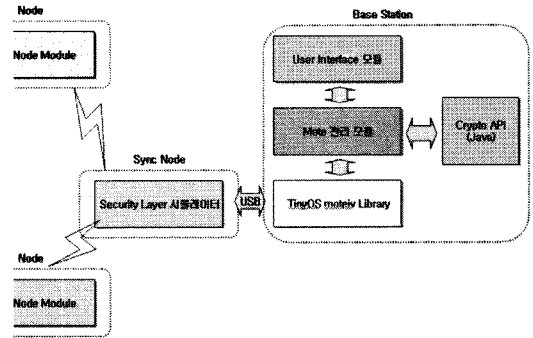 Node
Node Module
Base Station
User Interface 모듈
Mote 관리 모듈
Crypto API
(Java)
TinyOS moteiv Library
Sync Node
Security Layer 시뮬레이터
USB
Node
Node Module